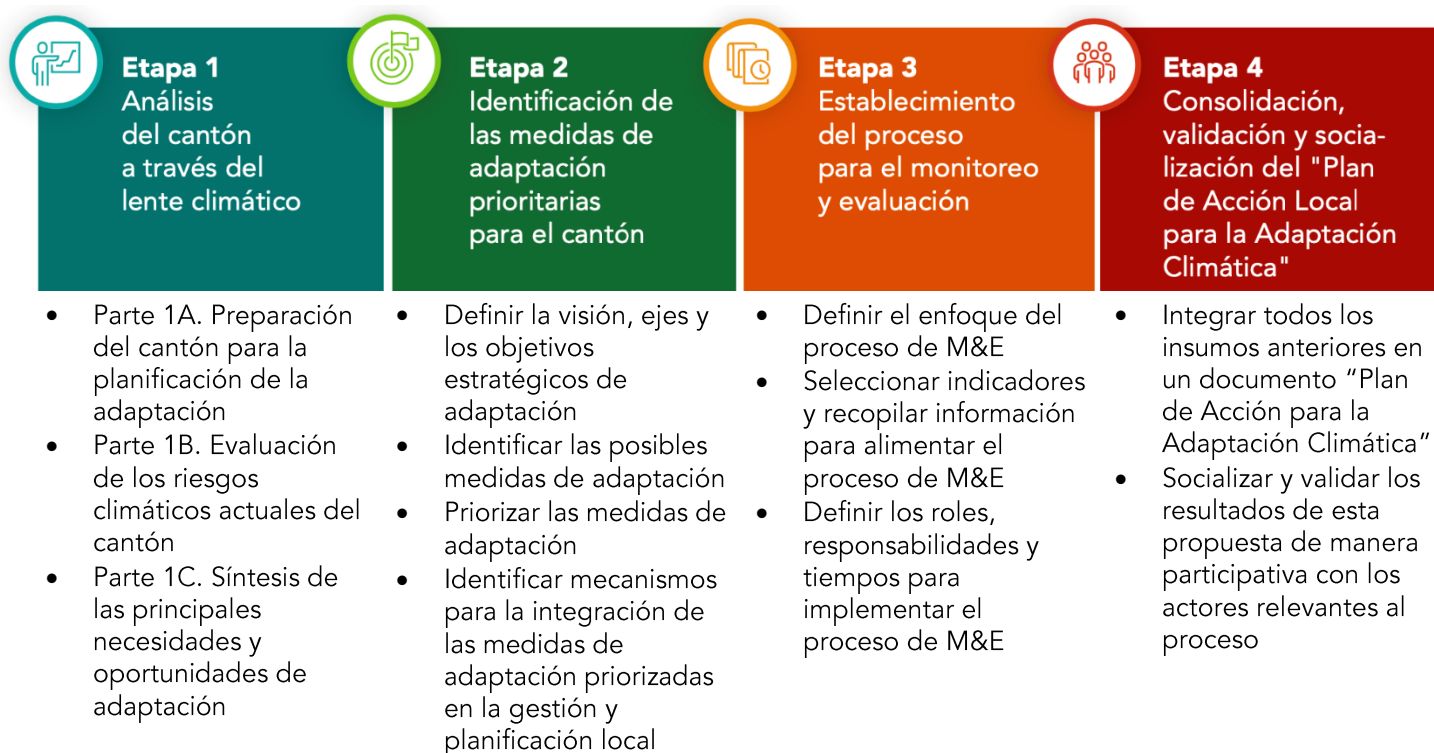 Etapa 1
Análisis
del cantón
a través del
lente climático
Etapa 2
Identificación de
las medidas de
adaptación
prioritarias
para el cantón
Etapa 3
Establecimiento
del proceso
para el monitoreo
y evaluación
Etapa 4
Consolidación,
validación y socia-
lización del "Plan
de Acción Local
para la Adaptación
Climática"
• Parte 1A. Preparación
del cantón para la
planificación de la
adaptación
• Parte 1B. Evaluación
de los riesgos
climáticos actuales del
cantón
• Parte 1C. Síntesis de
las principales
necesidades y
oportunidades de
adaptación
• Definir la visión, ejes y
los objetivos
estratégicos de
adaptación
• Identificar las posibles
medidas de adaptación
• Priorizar las medidas de
adaptación
• Identificar mecanismos
para la integración de
las medidas de
adaptación priorizadas
en la gestión y
planificación local
• Definir el enfoque del
proceso de M&E
• Seleccionar indicadores
y recopilar información
para alimentar el
proceso de M&E
• Definir los roles,
responsabilidades y
tiempos para
implementar el
proceso de M&E
• Integrar todos los
insumos anteriores en
un documento “Plan
de Acción para la
Adaptación Climática”
• Socializar y validar los
resultados de esta
propuesta de manera
participativa con los
actores relevantes al
proceso